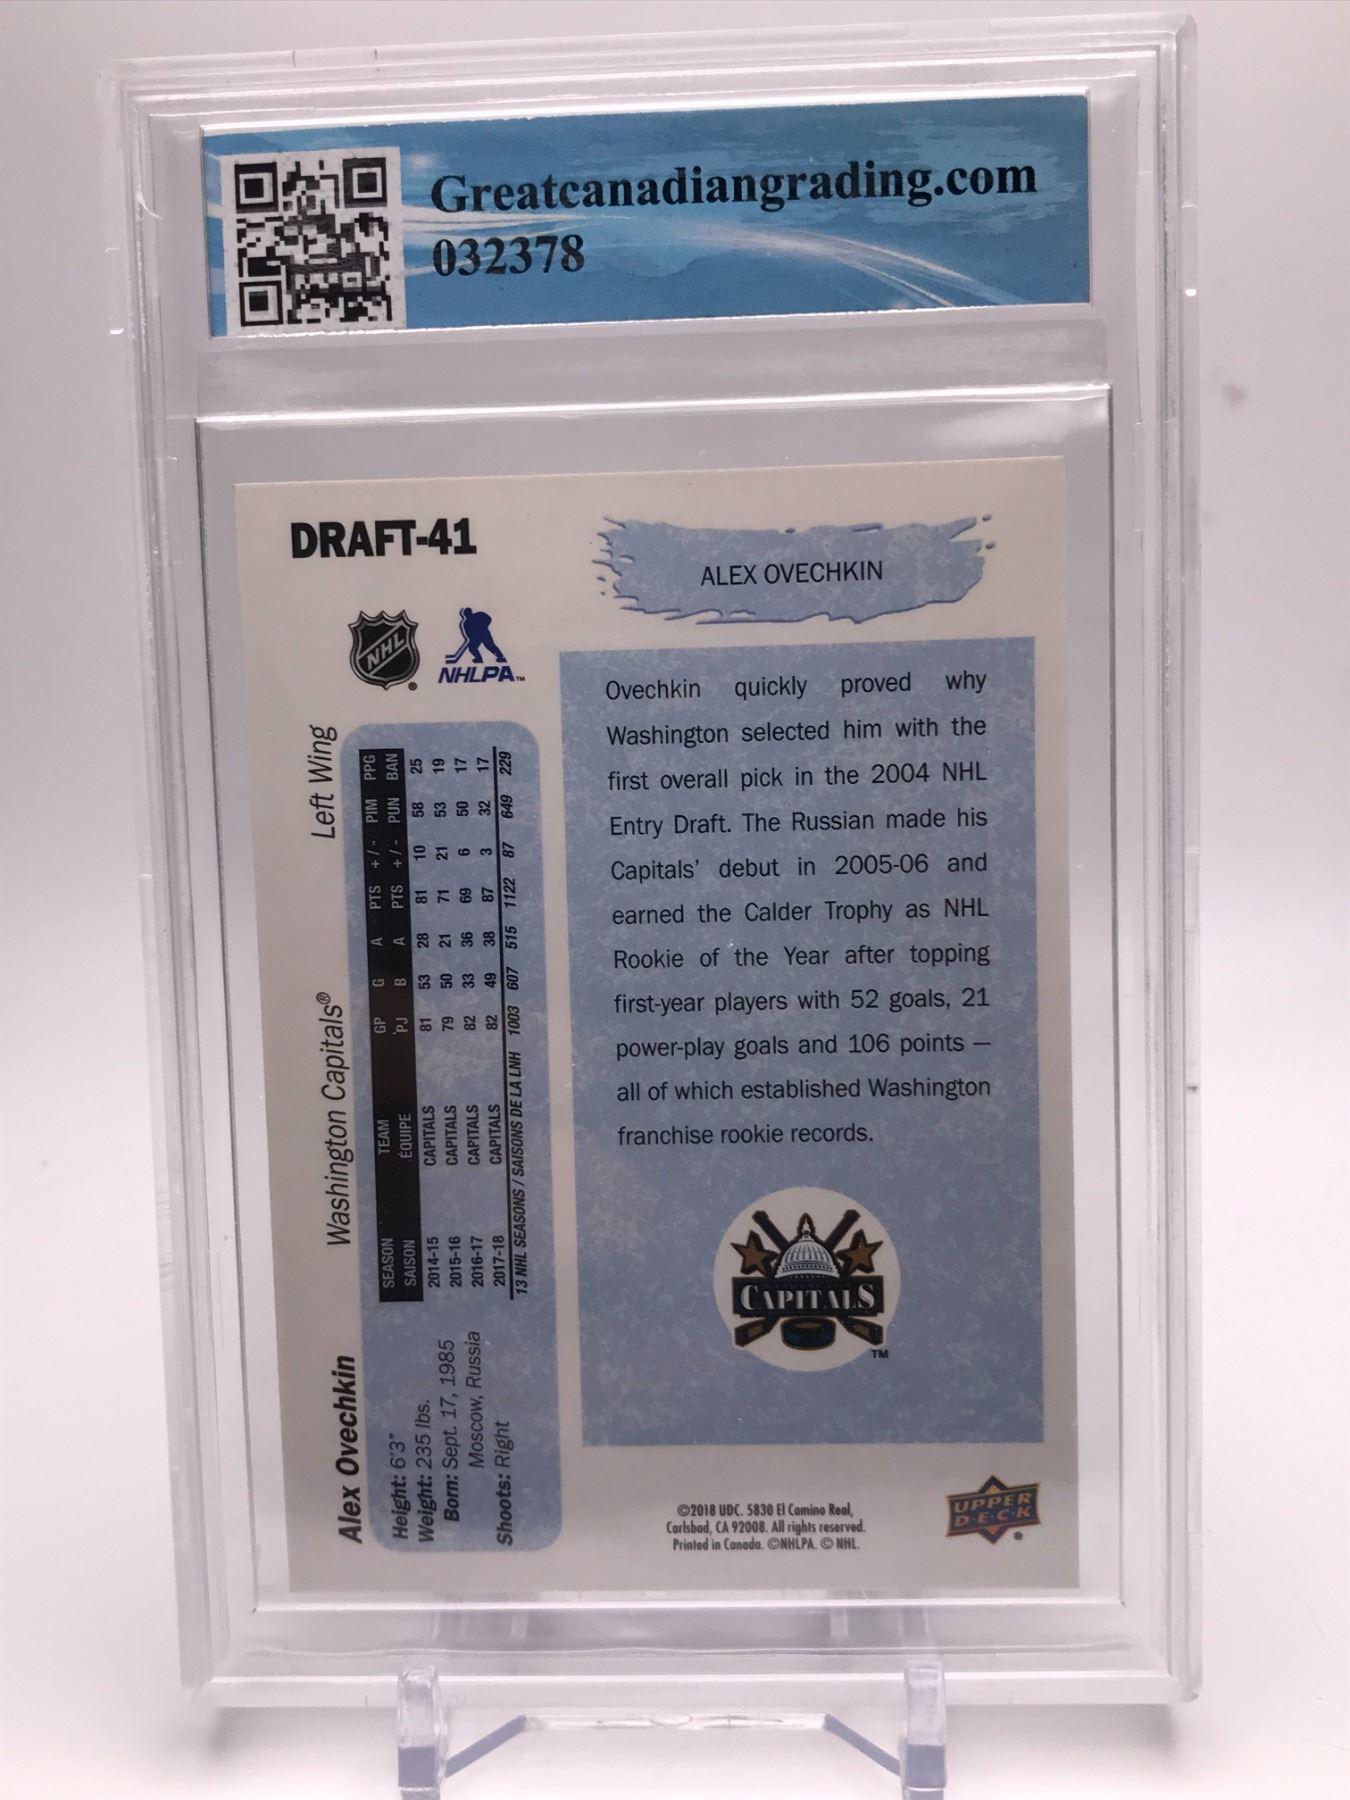 Greatcanadiangrading.com
032378
DRAFT-41
NHL
NHLPA™
ALEX OVECHKIN
Ovechkin quickly proved why
Washington selected him with the
first overall pick in the 2004 NHL
Entry Draft. The Russian made his
Capitals' debut in 2005-06 and
earned the Calder Trophy as NHL
Rookie of the Year after topping
first-year players with 52 goals, 21
power-play goals and 106 points —
all of which established Washington
franchise rookie records.
CAPITALS
™
Alex Ovechkin Washington Capitals® Left Wing
Height: 6'3"
Weight: 235 lbs.
Born: Sept. 17, 1985
Moscow, Russia
Shoots: Right
SEASON TEAM GP G A PTS +/- PIM PPG
SAISON ÉQUIPE PJ B A PTS +/- PUN BAN
2014-15 CAPITALS 81 53 28 81 10 58 25
2015-16 CAPITALS 79 50 21 71 21 53 19
2016-17 CAPITALS 82 33 36 69 6 50 17
2017-18 CAPITALS 82 49 38 87 3 32 17
13 NHL SEASONS / SAISONS DE LA LNH 1003 607 515 1122 87 649 229
©2018 UDC. 5830 El Camino Real,
Carlsbad, CA 92008. All rights reserved.
Printed in Canada. ©NHLPA. © NHL.
UPPER
D·E·C·K
®